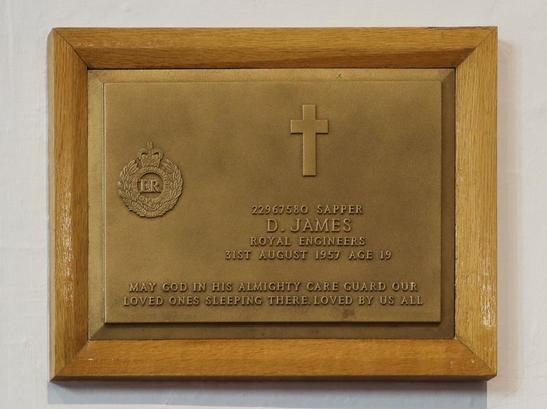 EIIR
22967580 SAPPER
D. JAMES
ROYAL ENGINEERS
31ST AUGUST 1957 AGE 19
MAY GOD IN HIS ALMIGHTY CARE GUARD OUR
LOVED ONES SLEEPING THERE. LOVED BY US ALL